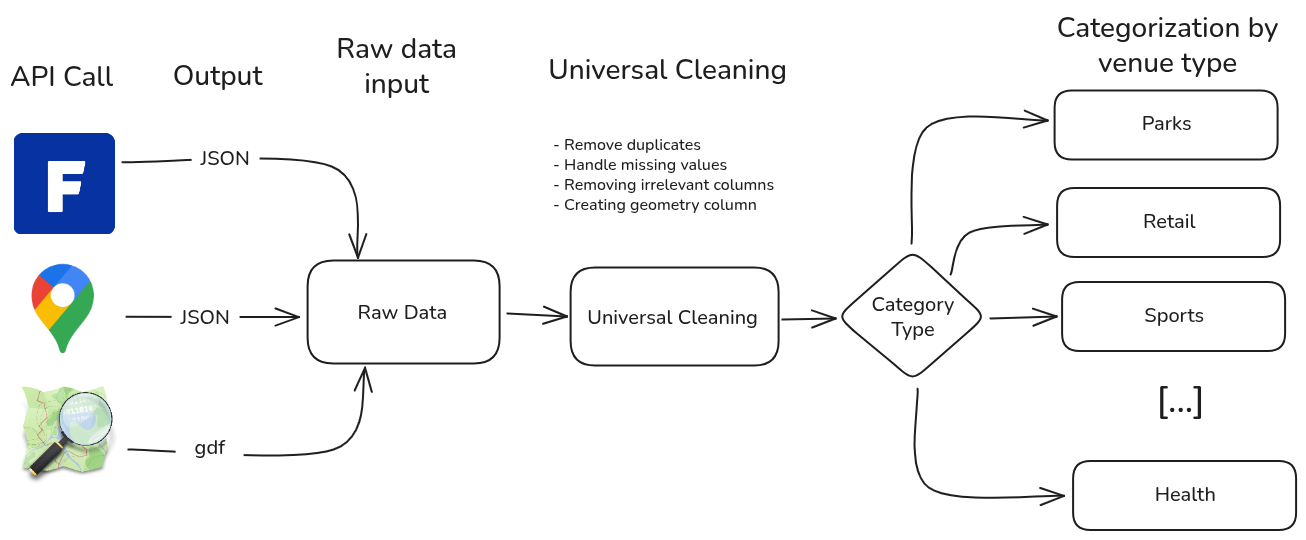 API Call
Output
Raw data
input
Universal Cleaning
Categorization by
venue type
F
JSON
JSON
gdf
Raw Data
- Remove duplicates
- Handle missing values
- Removing irrelevant columns
- Creating geometry column
Universal Cleaning
Category
Type
Parks
Retail
Sports
[...]
Health